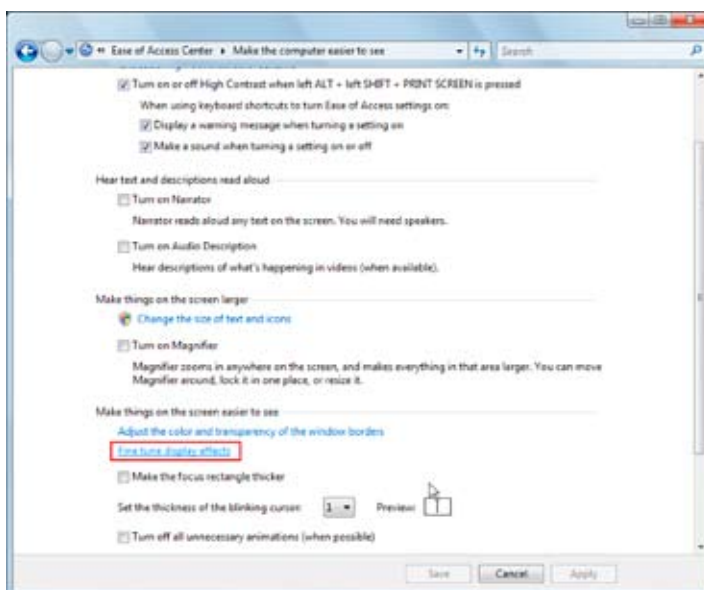 Ease of Access Center ▸ Make the computer easier to see
Search
Turn on or off High Contrast when left ALT + left SHIFT + PRINT SCREEN is pressed
When using keyboard shortcuts to turn Ease of Access settings on:
Display a warning message when turning a setting on
Make a sound when turning a setting on or off
Hear text and descriptions read aloud
Turn on Narrator
Narrator reads aloud any text on the screen. You will need speakers.
Turn on Audio Description
Hear descriptions of what's happening in videos (when available).
Make things on the screen larger
Change the size of text and icons
Turn on Magnifier
Magnifier zooms in anywhere on the screen, and makes everything in that area larger. You can move
Magnifier around, lock it in one place, or resize it.
Make things on the screen easier to see
Adjust the color and transparency of the window borders
Fine tune display effects
Make the focus rectangle thicker
Set the thickness of the blinking cursor: 1 Preview:
Turn off all unnecessary animations (when possible)
Save Cancel Apply